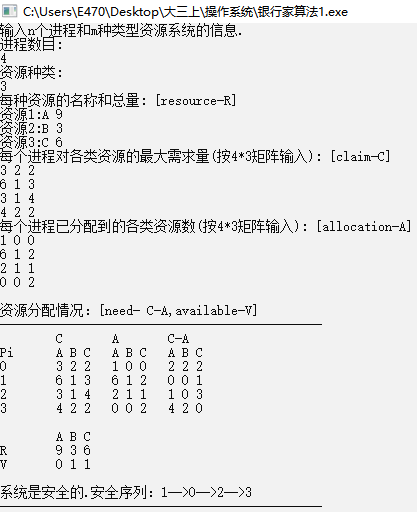 C:\Users\E470\Desktop\大三上\操作系统\银行家算法1.exe
输入n个进程和m种类型资源系统的信息.
进程数目:
4
资源种类:
3
每种资源的名称和总量: [resource-R]
资源1:A 9
资源2:B 3
资源3:C 6
每个进程对各类资源的最大需求量(按4*3矩阵输入): [claim-C]
3 2 2
6 1 3
3 1 4
4 2 2
每个进程已分配到的各类资源数(按4*3矩阵输入): [allocation-A]
1 0 0
6 1 2
2 1 1
0 0 2
资源分配情况: [need- C-A,available-V]
C A C-A
Pi A B C A B C A B C
0 3 2 2 1 0 0 2 2 2
1 6 1 3 6 1 2 0 0 1
2 3 1 4 2 1 1 1 0 3
3 4 2 2 0 0 2 4 2 0
A B C
R 9 3 6
V 0 1 1
系统是安全的.安全序列: 1-->0-->2-->3